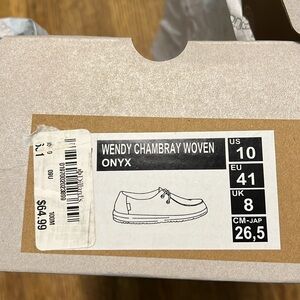 WENDY CHAMBRAY WOVEN
ONYX
US
10
EU
41
UK
8
CM-JAP
26,5
$64.99